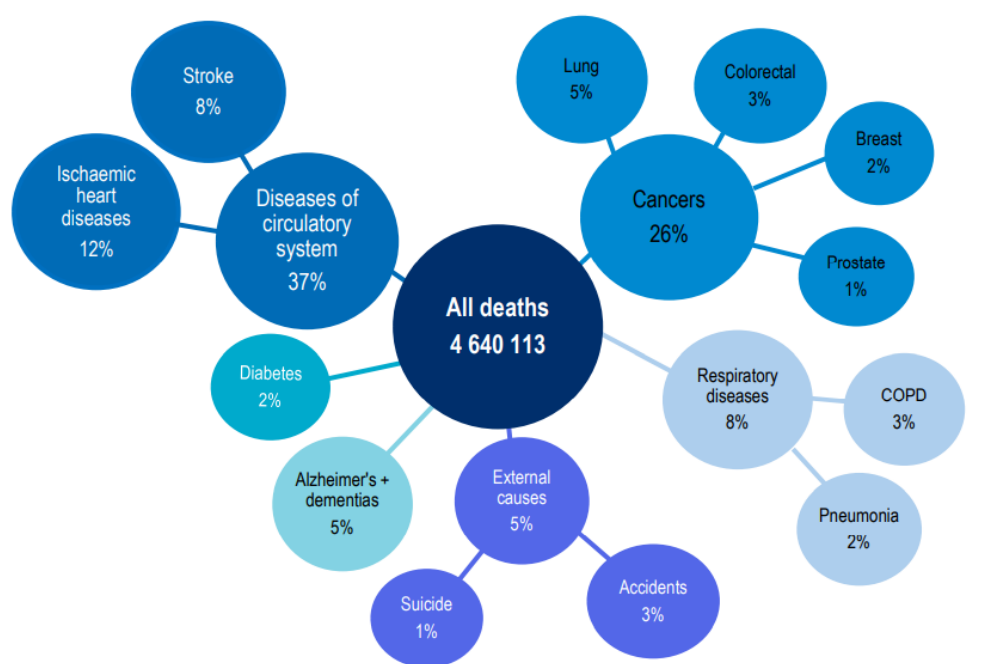 Stroke
8%
Ischaemic
heart
diseases
12%
Diseases of
circulatory
system
37%
Lung
5%
Colorectal
3%
Breast
2%
Cancers
26%
Prostate
1%
All deaths
4 640 113
Diabetes
2%
Respiratory
diseases
8%
COPD
3%
Alzheimer's +
dementias
5%
External
causes
5%
Pneumonia
2%
Suicide
1%
Accidents
3%